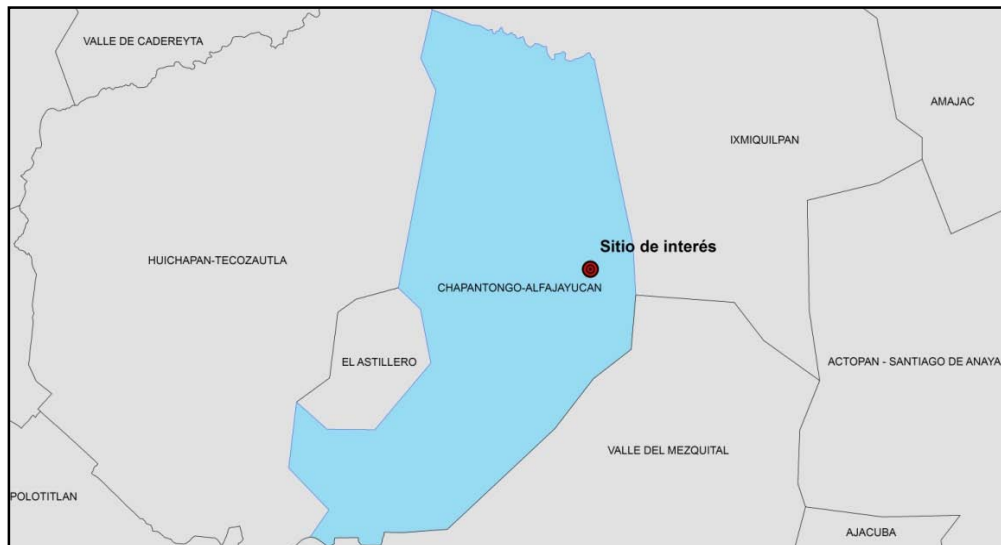 VALLE DE CADEREYTA
AMAJAC
IXMIQUILPAN
Sitio de interés
HUICHAPAN-TECOZAUTLA
CHAPANTONGO-ALFAJAYUCAN
EL ASTILLERO
ACTOPAN - SANTIAGO DE ANAYA
VALLE DEL MEZQUITAL
POLOTITLAN
AJACUBA